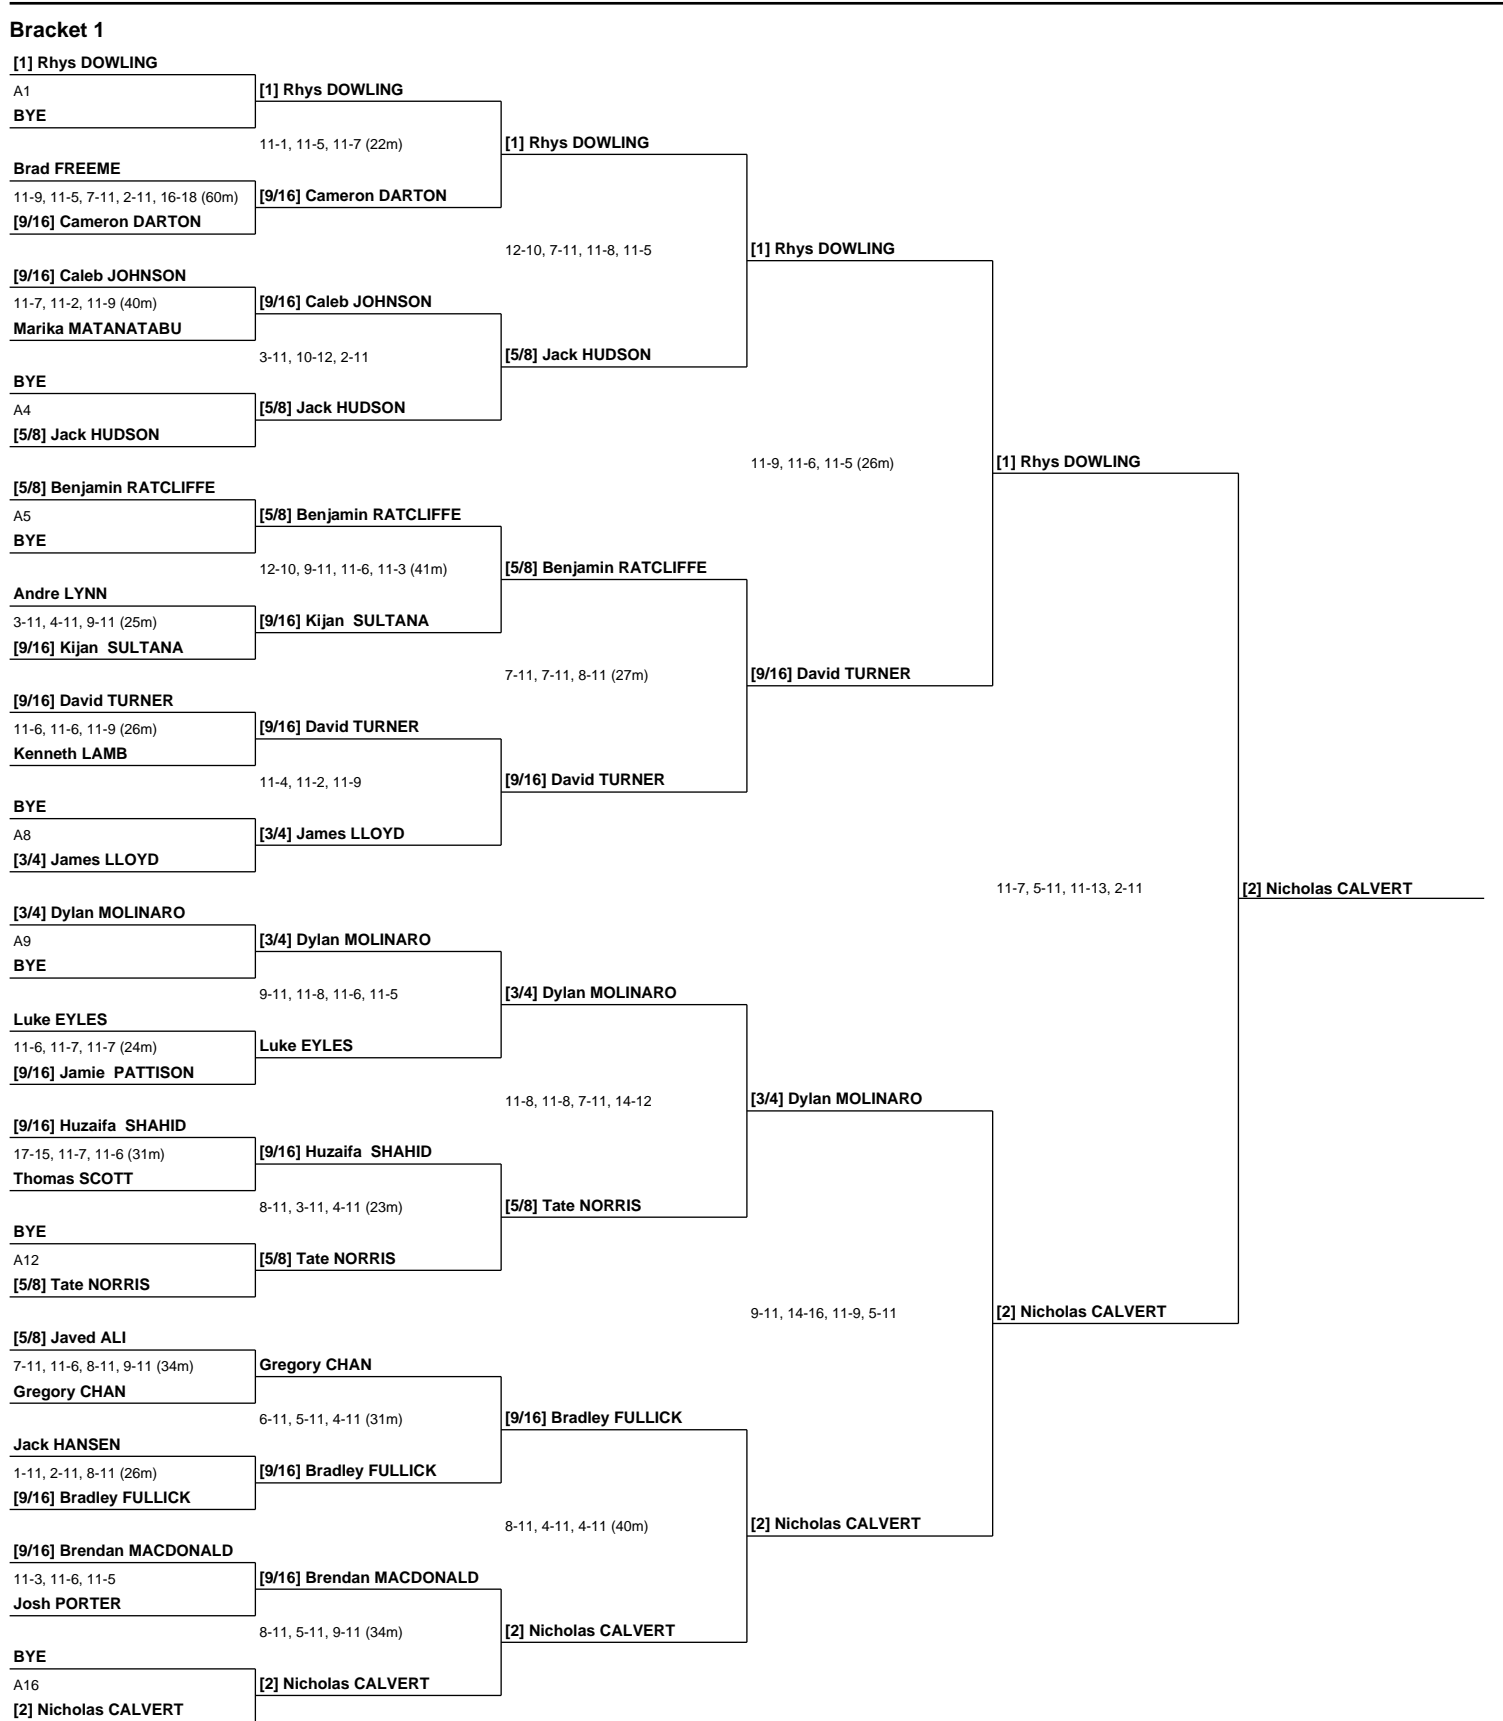 Bracket 1
[1] Rhys DOWLING
A1
BYE
Brad FREEME
11-9, 11-5, 7-11, 2-11, 16-18 (60m)
[9/16] Cameron DARTON
[9/16] Caleb JOHNSON
11-7, 11-2, 11-9 (40m)
Marika MATANATABU
BYE
A4
[5/8] Jack HUDSON
[5/8] Benjamin RATCLIFFE
A5
BYE
Andre LYNN
3-11, 4-11, 9-11 (25m)
[9/16] Kijan  SULTANA
[9/16] David TURNER
11-6, 11-6, 11-9 (26m)
Kenneth LAMB
BYE
A8
[3/4] James LLOYD
[3/4] Dylan MOLINARO
A9
BYE
Luke EYLES
11-6, 11-7, 11-7 (24m)
[9/16] Jamie  PATTISON
[9/16] Huzaifa  SHAHID
17-15, 11-7, 11-6 (31m)
Thomas SCOTT
BYE
A12
[5/8] Tate NORRIS
[5/8] Javed ALI
7-11, 11-6, 8-11, 9-11 (34m)
Gregory CHAN
Jack HANSEN
1-11, 2-11, 8-11 (26m)
[9/16] Bradley FULLICK
[9/16] Brendan MACDONALD
11-3, 11-6, 11-5
Josh PORTER
BYE
A16
[2] Nicholas CALVERT
[1] Rhys DOWLING
11-1, 11-5, 11-7 (22m)
[9/16] Cameron DARTON
[9/16] Caleb JOHNSON
3-11, 10-12, 2-11
[5/8] Jack HUDSON
[5/8] Benjamin RATCLIFFE
12-10, 9-11, 11-6, 11-3 (41m)
[9/16] Kijan  SULTANA
[9/16] David TURNER
11-4, 11-2, 11-9
[3/4] James LLOYD
[3/4] Dylan MOLINARO
9-11, 11-8, 11-6, 11-5
Luke EYLES
[9/16] Huzaifa  SHAHID
8-11, 3-11, 4-11 (23m)
[5/8] Tate NORRIS
Gregory CHAN
6-11, 5-11, 4-11 (31m)
[9/16] Bradley FULLICK
[9/16] Brendan MACDONALD
8-11, 5-11, 9-11 (34m)
[2] Nicholas CALVERT
[1] Rhys DOWLING
12-10, 7-11, 11-8, 11-5
[5/8] Jack HUDSON
[5/8] Benjamin RATCLIFFE
7-11, 7-11, 8-11 (27m)
[9/16] David TURNER
[3/4] Dylan MOLINARO
11-8, 11-8, 7-11, 14-12
[5/8] Tate NORRIS
[9/16] Bradley FULLICK
8-11, 4-11, 4-11 (40m)
[2] Nicholas CALVERT
[1] Rhys DOWLING
11-9, 11-6, 11-5 (26m)
[9/16] David TURNER
[3/4] Dylan MOLINARO
9-11, 14-16, 11-9, 5-11
[2] Nicholas CALVERT
[1] Rhys DOWLING
11-7, 5-11, 11-13, 2-11
[2] Nicholas CALVERT
[2] Nicholas CALVERT